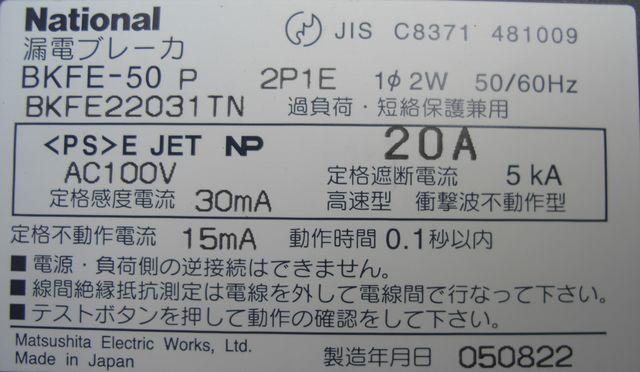 National
JIS C8371 481009
漏電ブレーカ
BKFE-50 P 2P1E 1φ2W 50/60Hz
BKFE22031TN 過負荷・短絡保護兼用
<PS>E JET NP 20A
AC100V 定格遮断電流 5kA
定格感度電流 30mA 高速型 衝撃波不動作型
定格不動作電流 15mA 動作時間 0.1秒以内
■電源・負荷側の逆接続はできません。
■線間絶縁抵抗測定は電線を外して電線間で行なって下さい。
■テストボタンを押して動作の確認をして下さい。
Matsushita Electric Works, Ltd.
Made in Japan 製造年月日 050822